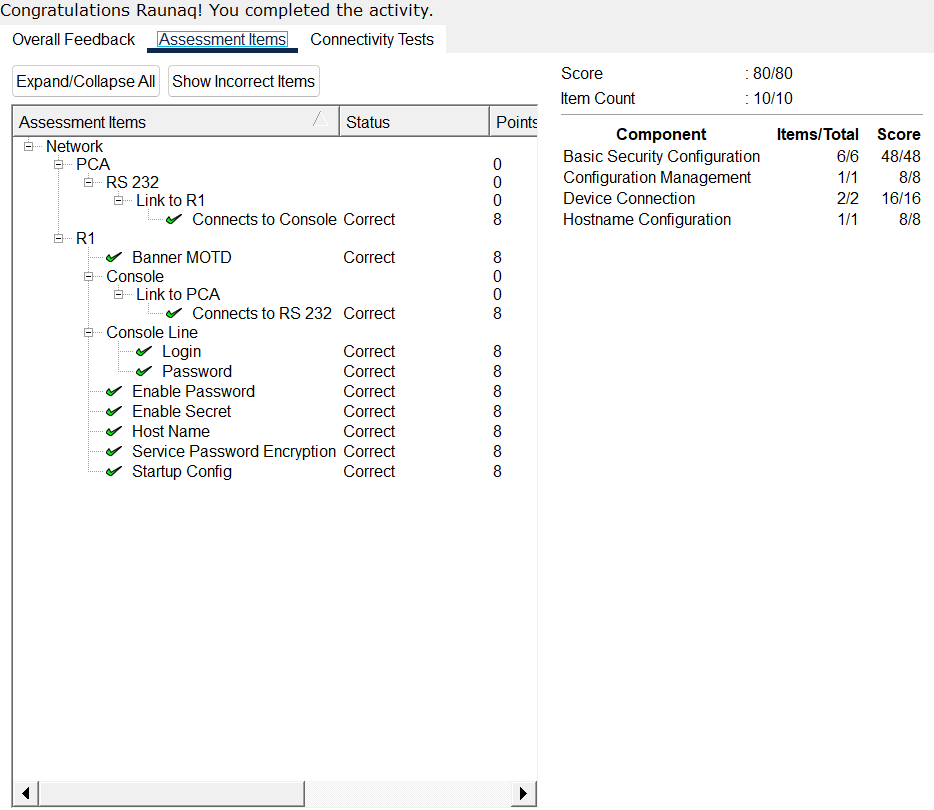 Congratulations Raunaq! You completed the activity.
Overall Feedback Assessment Items Connectivity Tests
Expand/Collapse All Show Incorrect Items
Assessment Items Status Points
Network
PCA 0
RS 232 0
Link to R1 0
Connects to Console Correct 8
R1
Banner MOTD Correct 8
Console 0
Link to PCA 0
Connects to RS 232 Correct 8
Console Line
Login Correct 8
Password Correct 8
Enable Password Correct 8
Enable Secret Correct 8
Host Name Correct 8
Service Password Encryption Correct 8
Startup Config Correct 8
Score : 80/80
Item Count : 10/10
Component Items/Total Score
Basic Security Configuration 6/6 48/48
Configuration Management 1/1 8/8
Device Connection 2/2 16/16
Hostname Configuration 1/1 8/8